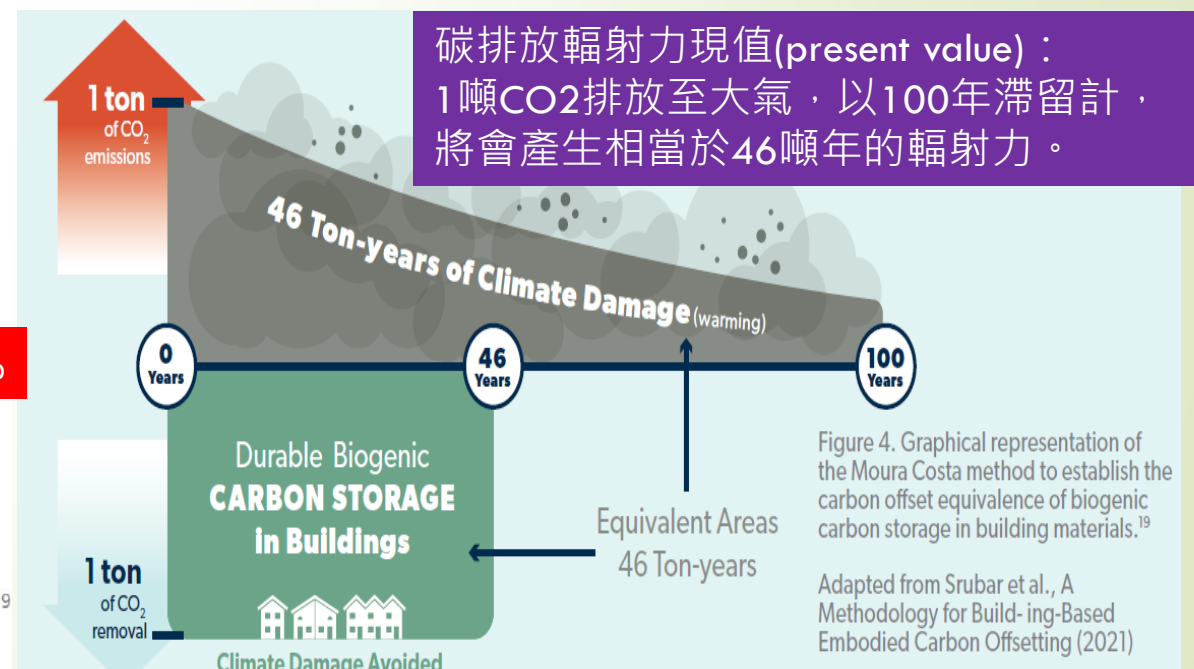 碳排放輻射力現值(present value)：
1噸CO2排放至大氣，以100年滯留計，
將會產生相當於46噸年的輻射力。
1 ton
of CO2
emissions
46 Ton-years of Climate Damage (warming)
0
Years
46
Years
100
Years
Durable Biogenic
CARBON STORAGE
in Buildings
Equivalent Areas
46 Ton-years
Figure 4. Graphical representation of
the Moura Costa method to establish the
carbon offset equivalence of biogenic
carbon storage in building materials.19
Adapted from Srubar et al., A
Methodology for Build- ing-Based
Embodied Carbon Offsetting (2021)
1 ton
of CO2
removal
9
Climate Damage Avoided